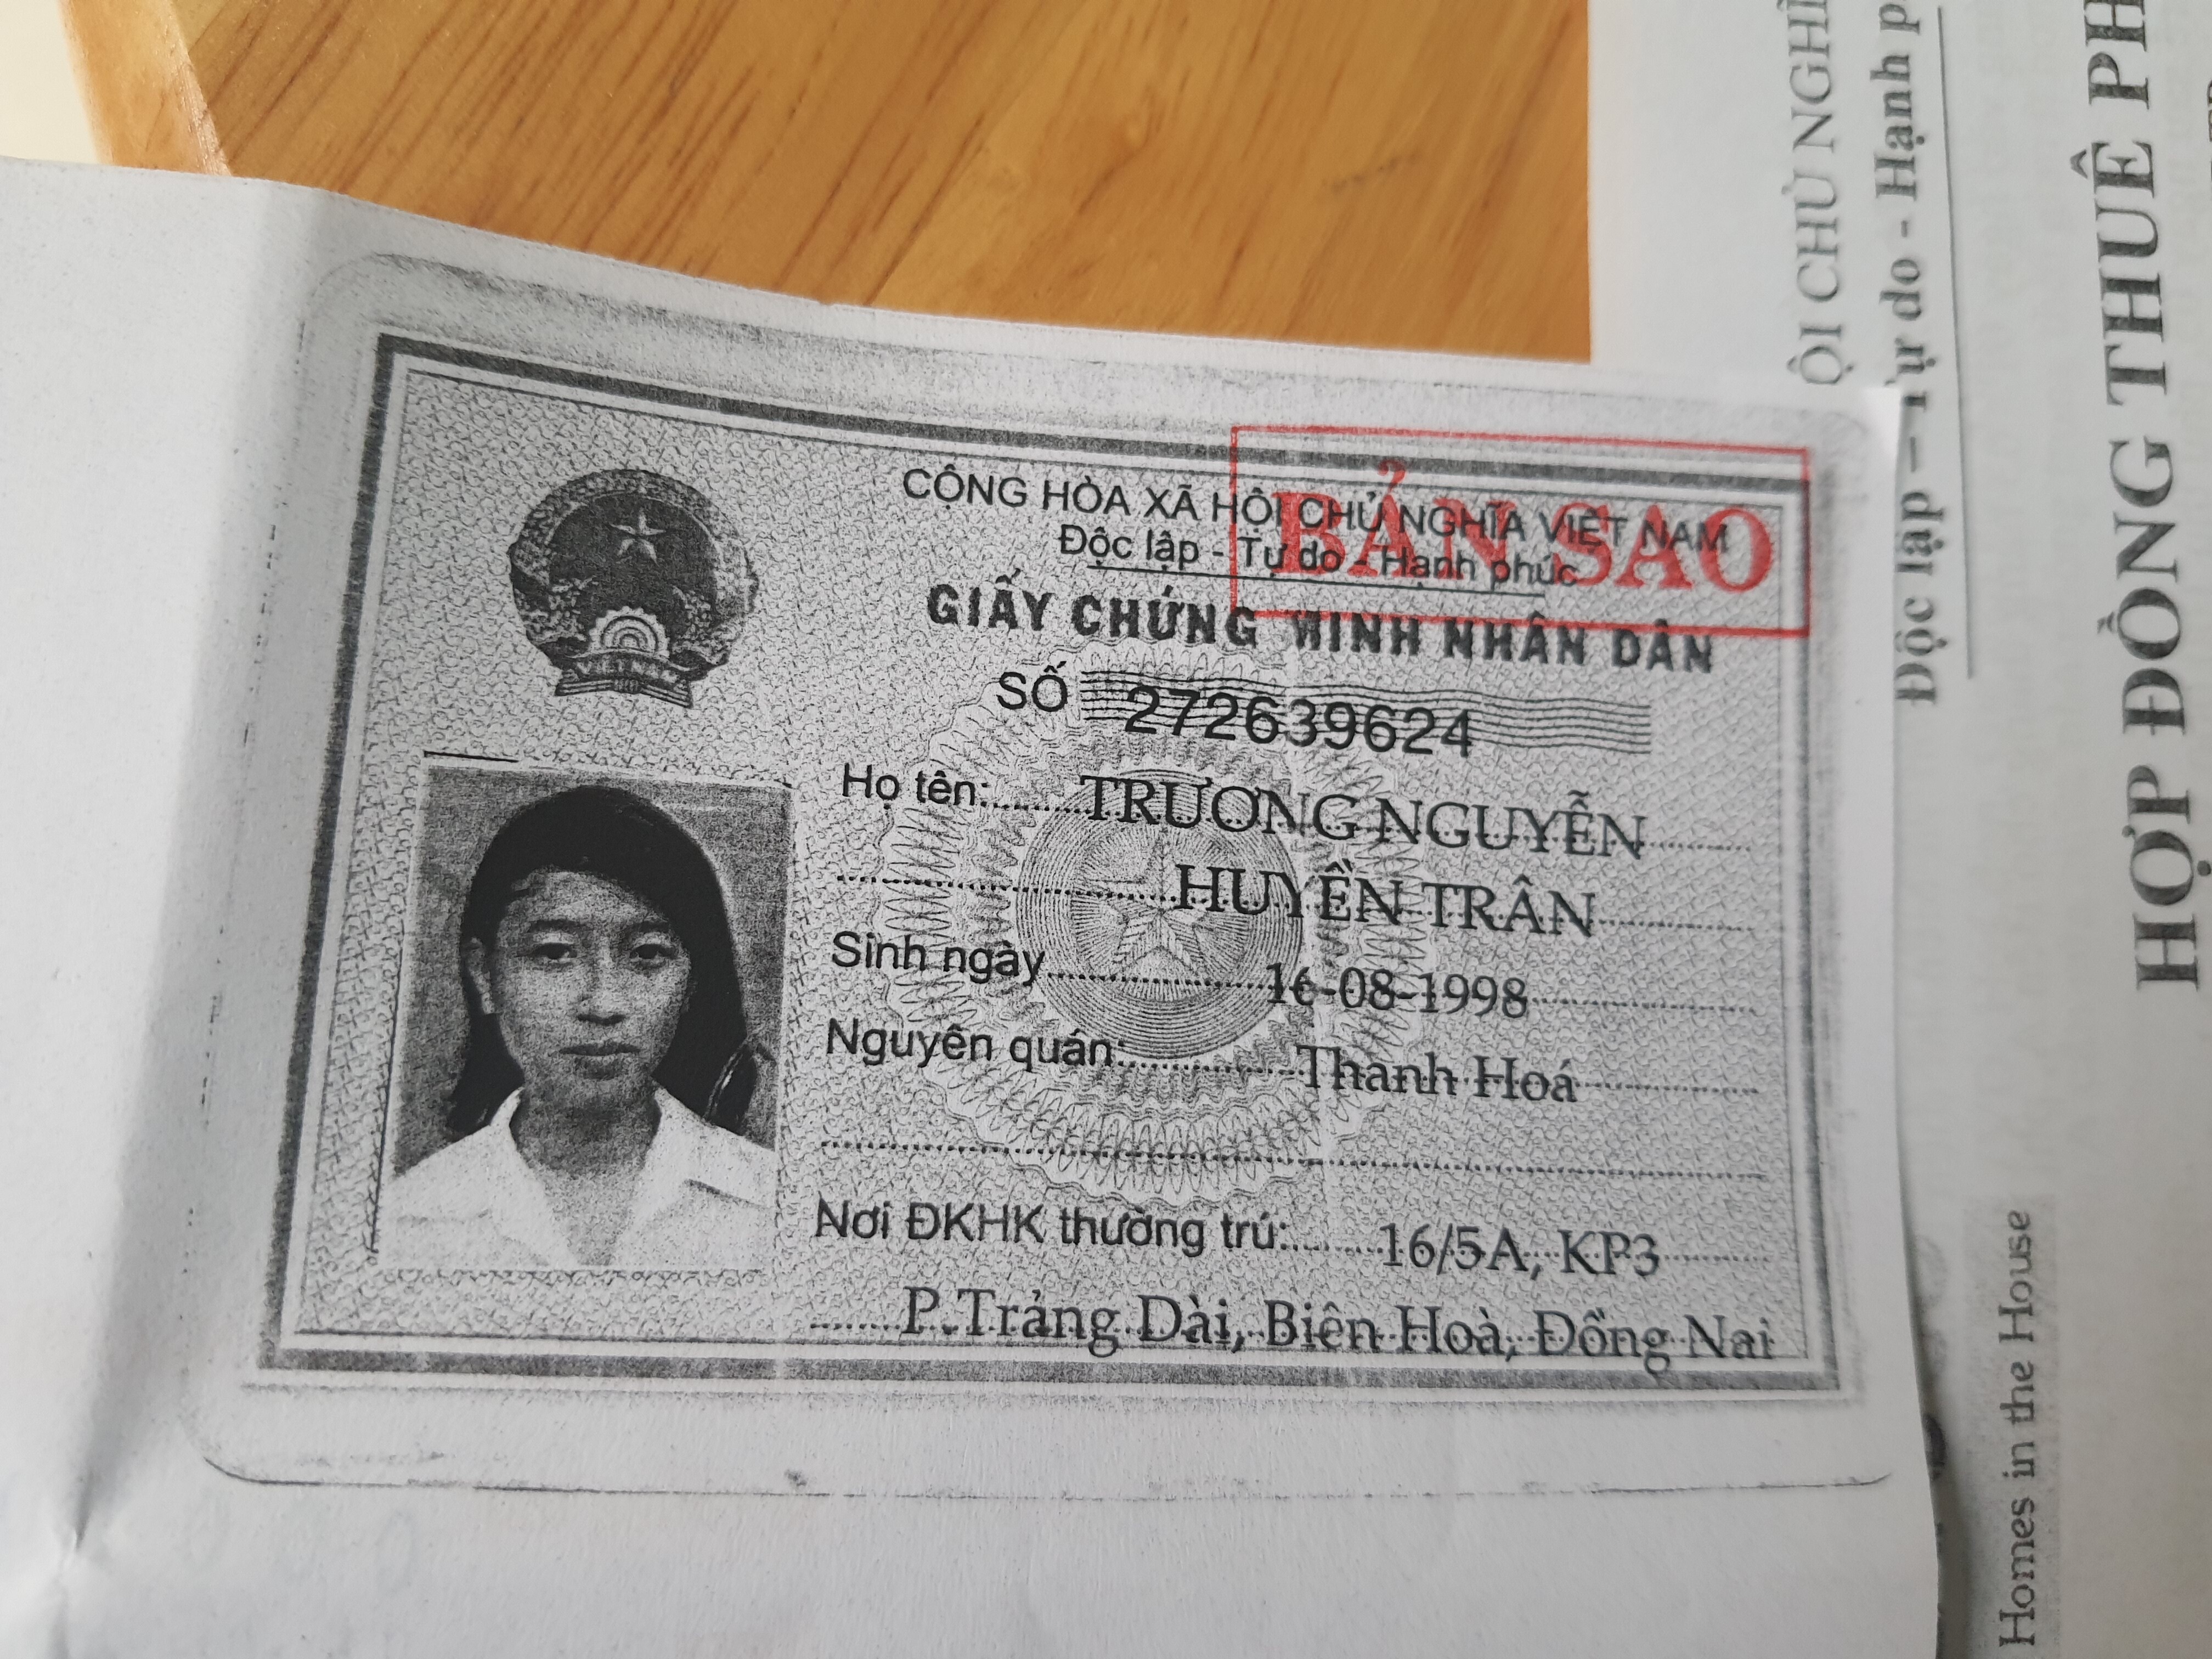 BẢN SAO
CỘNG HÒA XÃ HỘI CHỦ NGHĨA VIỆT NAM
Độc lập - Tự do - Hạnh phúc
GIẤY CHỨNG MINH NHÂN DÂN
SỐ 272639624
VIỆT NAM
Họ tên: TRƯƠNG NGUYỄN
HUYỀN TRÂN
Sinh ngày 16-08-1998
Nguyên quán: Thanh Hoá
Nơi ĐKHK thường trú: 16/5A, KP3
P.Trảng Dài, Biên Hoà, Đồng Nai
ỘI CHỦ NGHĨ
Độc lập – Tự do - Hạnh p
HỢP ĐỒNG THUÊ PH
Homes in the House